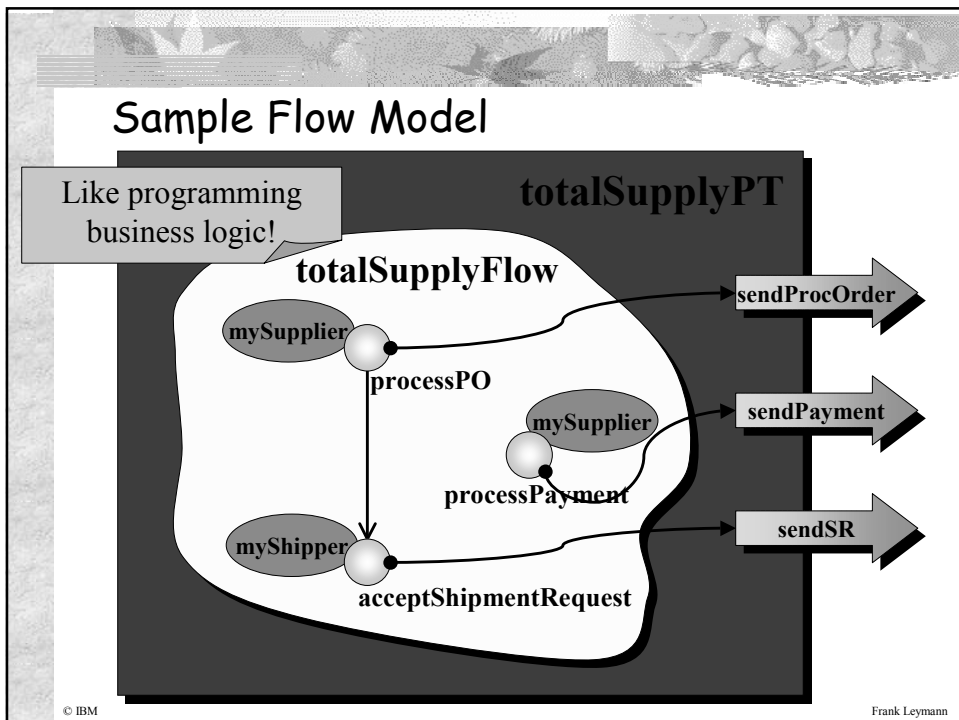 Sample Flow Model
Like programming
business logic!
totalSupplyPT
totalSupplyFlow
sendProcOrder
mySupplier
processPO
mySupplier
sendPayment
processPayment
myShipper
sendSR
acceptShipmentRequest
© IBM
Frank Leymann